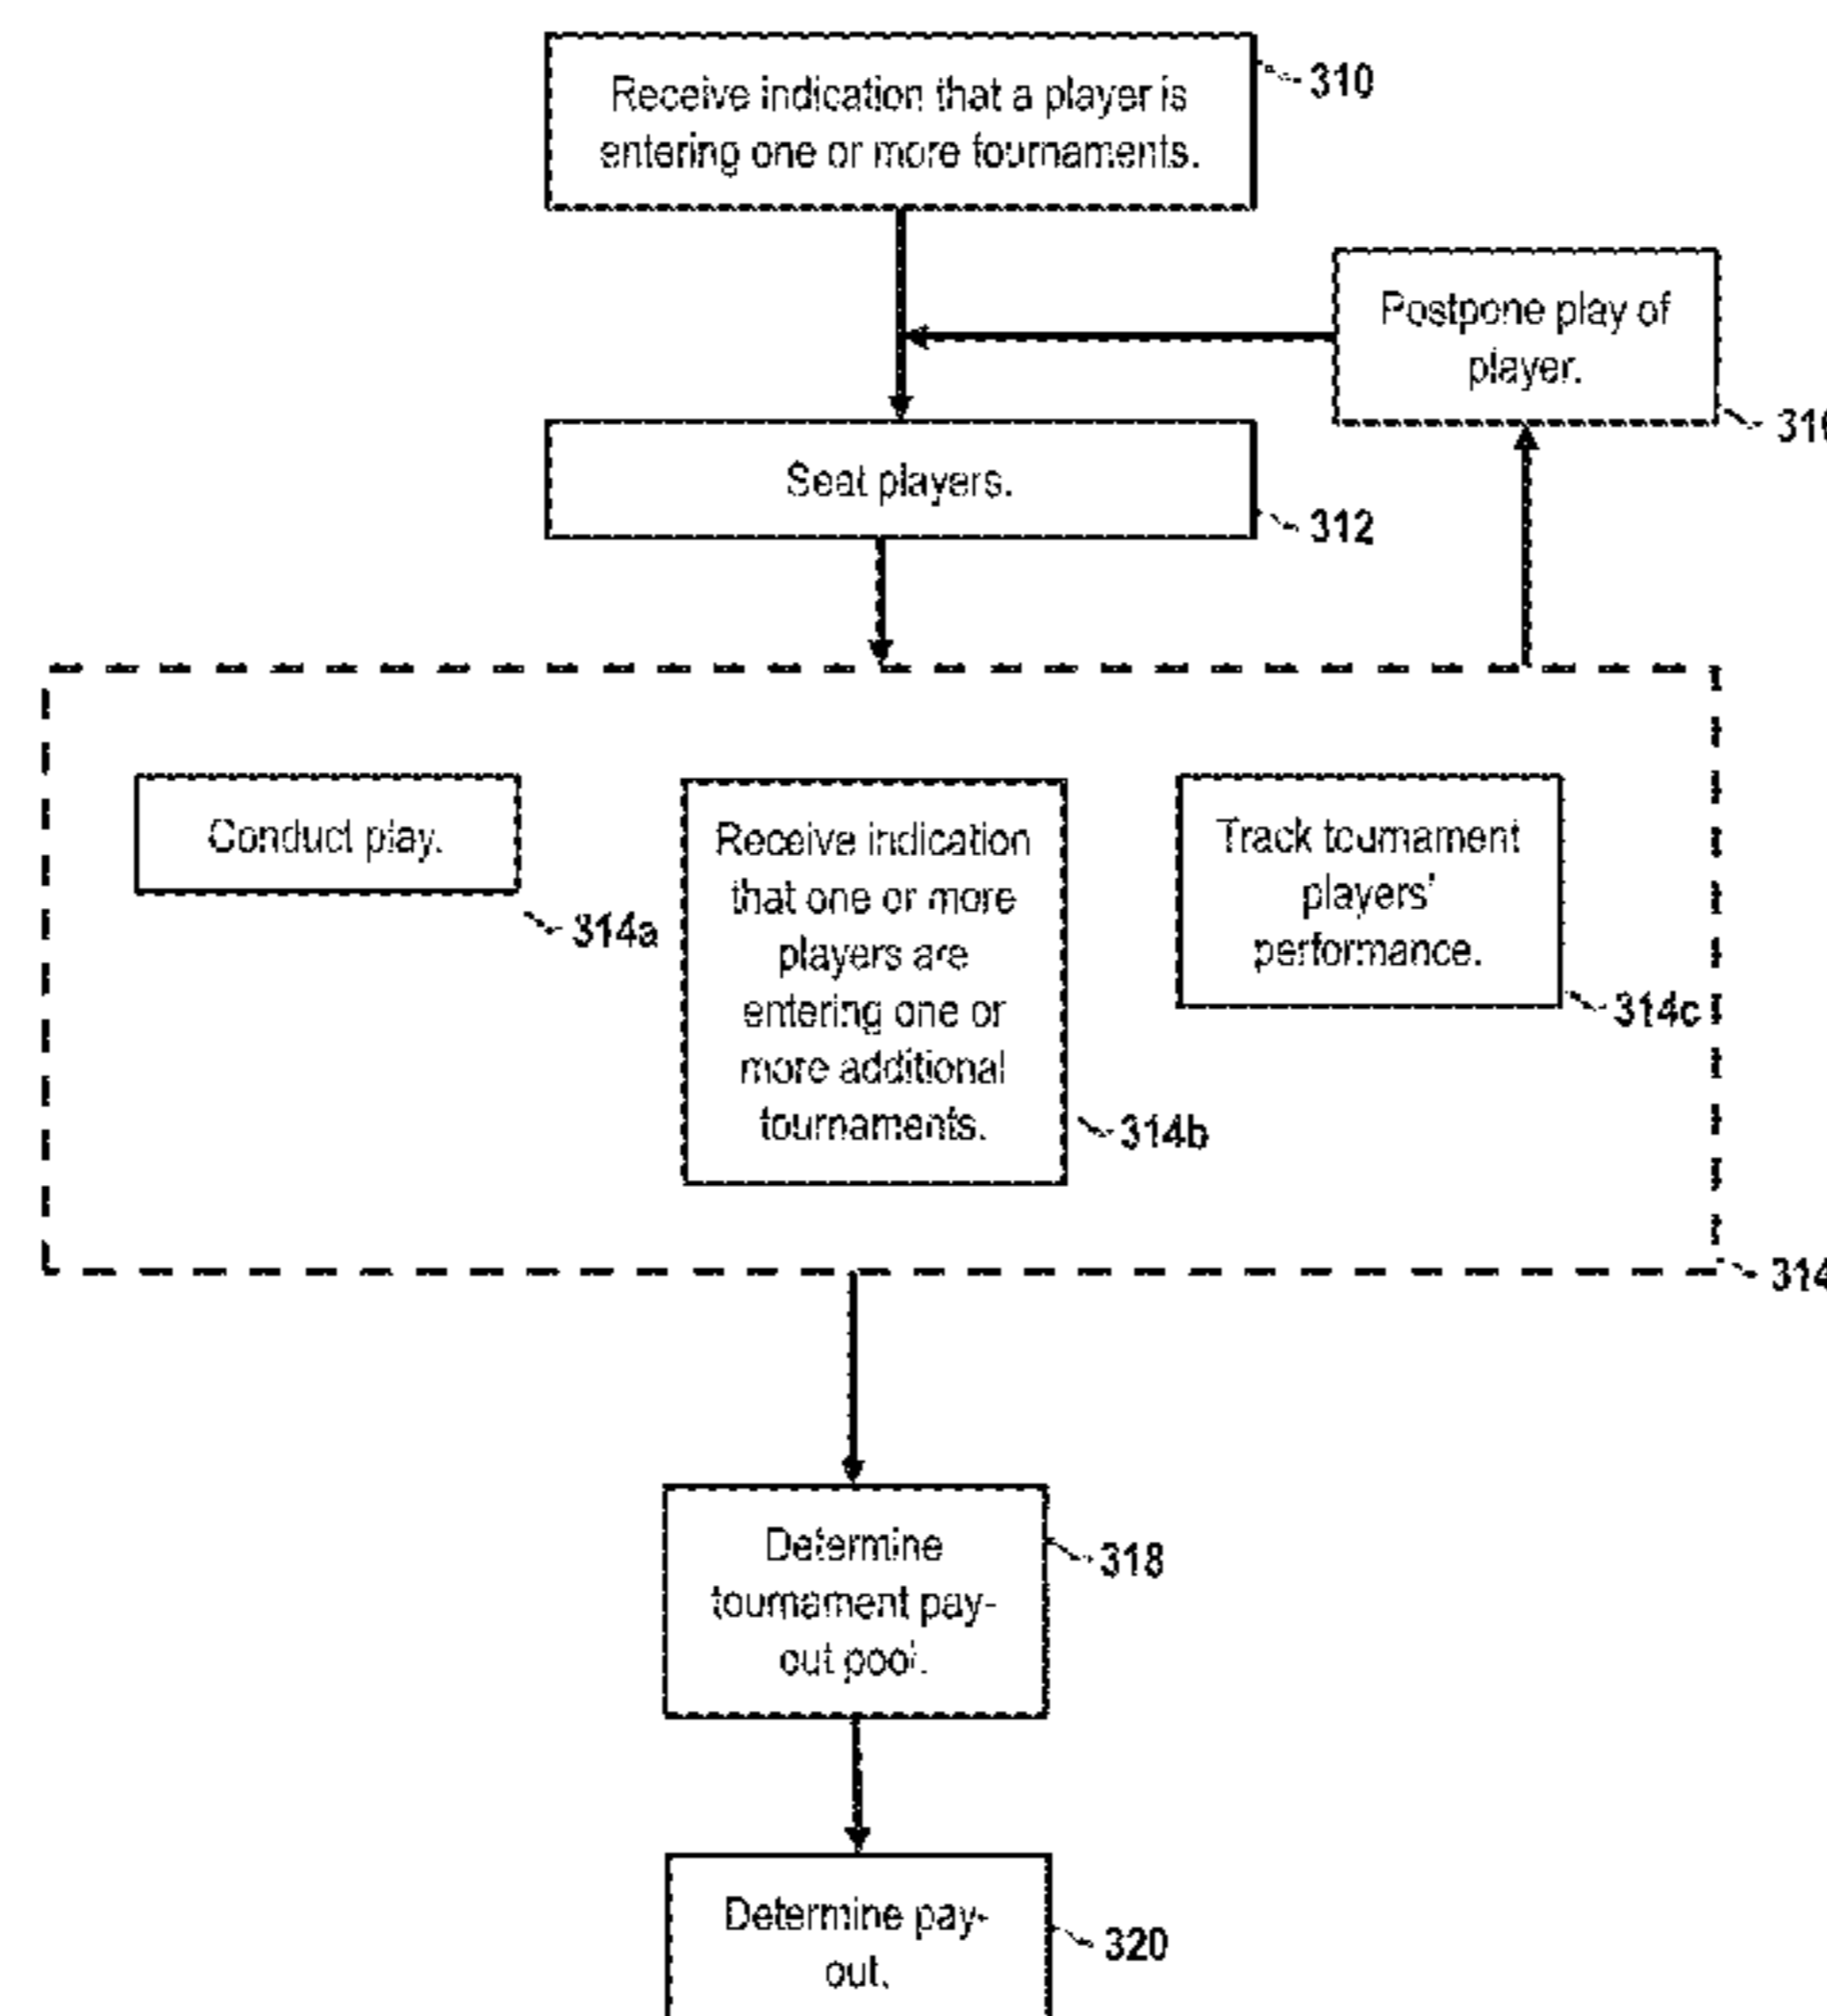 Receive indication that a player is
entering one or more tournaments.
310
Postpone play of
player.
Seat players.
312
Conduct play.
314a
Receive indication
that one or more
players are
entering one or
more additional
tournaments.
314b
Track tournament
players'
performance.
314c
314
Determine
tournament pay-
out pool.
318
Determine pay-
out.
320